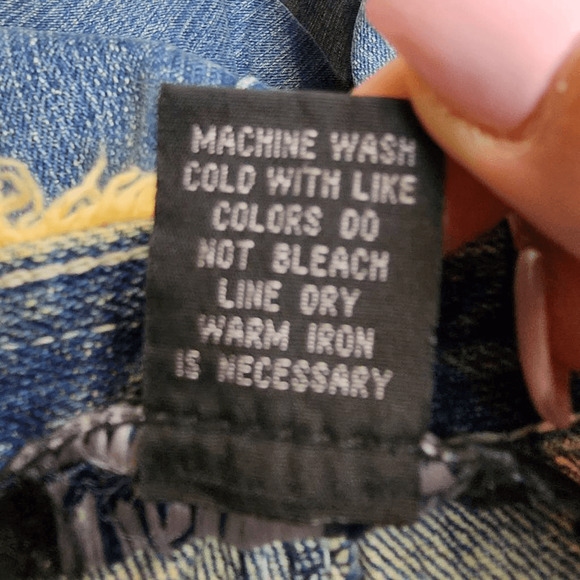 MACHINE WASH
COLD WITH LIKE
COLORS DO
NOT BLEACH
LINE DRY
WARM IRON
IS NECESSARY